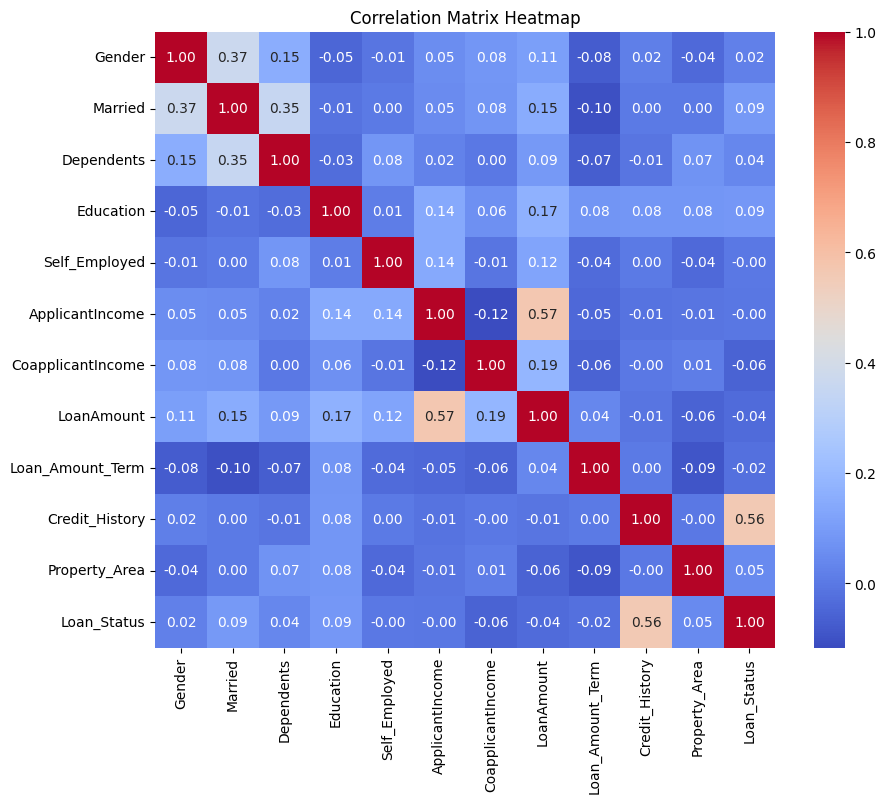 Correlation Matrix Heatmap
Gender 1.00 0.37 0.15 -0.05 -0.01 0.05 0.08 0.11 -0.08 0.02 -0.04 0.02
Married 0.37 1.00 0.35 -0.01 0.00 0.05 0.08 0.15 -0.10 0.00 0.00 0.09
Dependents 0.15 0.35 1.00 -0.03 0.08 0.02 0.00 0.09 -0.07 -0.01 0.07 0.04
Education -0.05 -0.01 -0.03 1.00 0.01 0.14 0.06 0.17 0.08 0.08 0.08 0.09
Self_Employed -0.01 0.00 0.08 0.01 1.00 0.14 -0.01 0.12 -0.04 0.00 -0.04 -0.00
ApplicantIncome 0.05 0.05 0.02 0.14 0.14 1.00 -0.12 0.57 -0.05 -0.01 -0.01 -0.00
CoapplicantIncome 0.08 0.08 0.00 0.06 -0.01 -0.12 1.00 0.19 -0.06 -0.00 0.01 -0.06
LoanAmount 0.11 0.15 0.09 0.17 0.12 0.57 0.19 1.00 0.04 -0.01 -0.06 -0.04
Loan_Amount_Term -0.08 -0.10 -0.07 0.08 -0.04 -0.05 -0.06 0.04 1.00 0.00 -0.09 -0.02
Credit_History 0.02 0.00 -0.01 0.08 0.00 -0.01 -0.00 -0.01 0.00 1.00 -0.00 0.56
Property_Area -0.04 0.00 0.07 0.08 -0.04 -0.01 0.01 -0.06 -0.09 -0.00 1.00 0.05
Loan_Status 0.02 0.09 0.04 0.09 -0.00 -0.00 -0.06 -0.04 -0.02 0.56 0.05 1.00
Gender
Married
Dependents
Education
Self_Employed
ApplicantIncome
CoapplicantIncome
LoanAmount
Loan_Amount_Term
Credit_History
Property_Area
Loan_Status
1.0
0.8
0.6
0.4
0.2
0.0